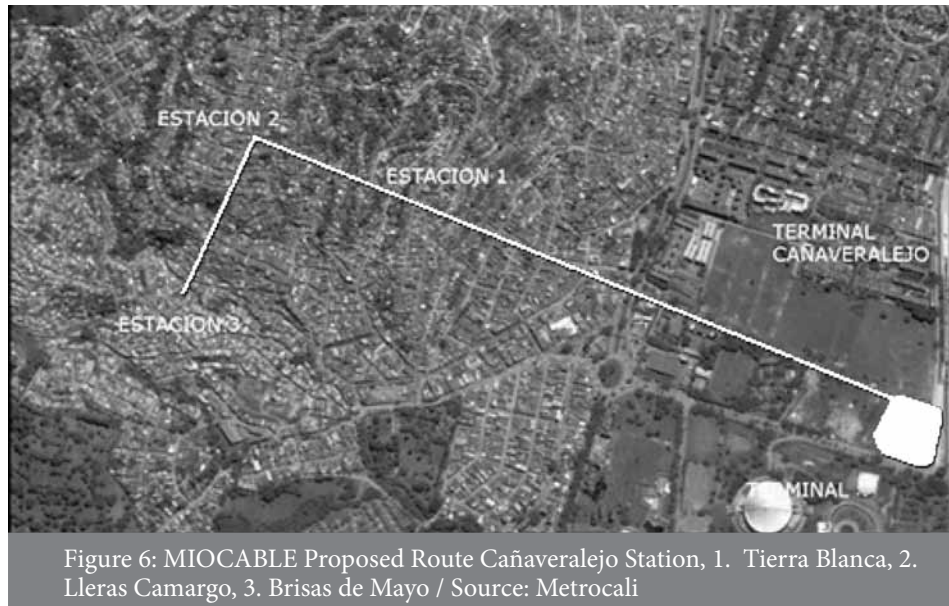 ESTACION 2
ESTACION 1
TERMINAL
CAÑAVERALEJO
ESTACION 3
TERMINAL
Figure 6: MIOCABLE Proposed Route Cañaveralejo Station, 1. Tierra Blanca, 2.
Lleras Camargo, 3. Brisas de Mayo / Source: Metrocali